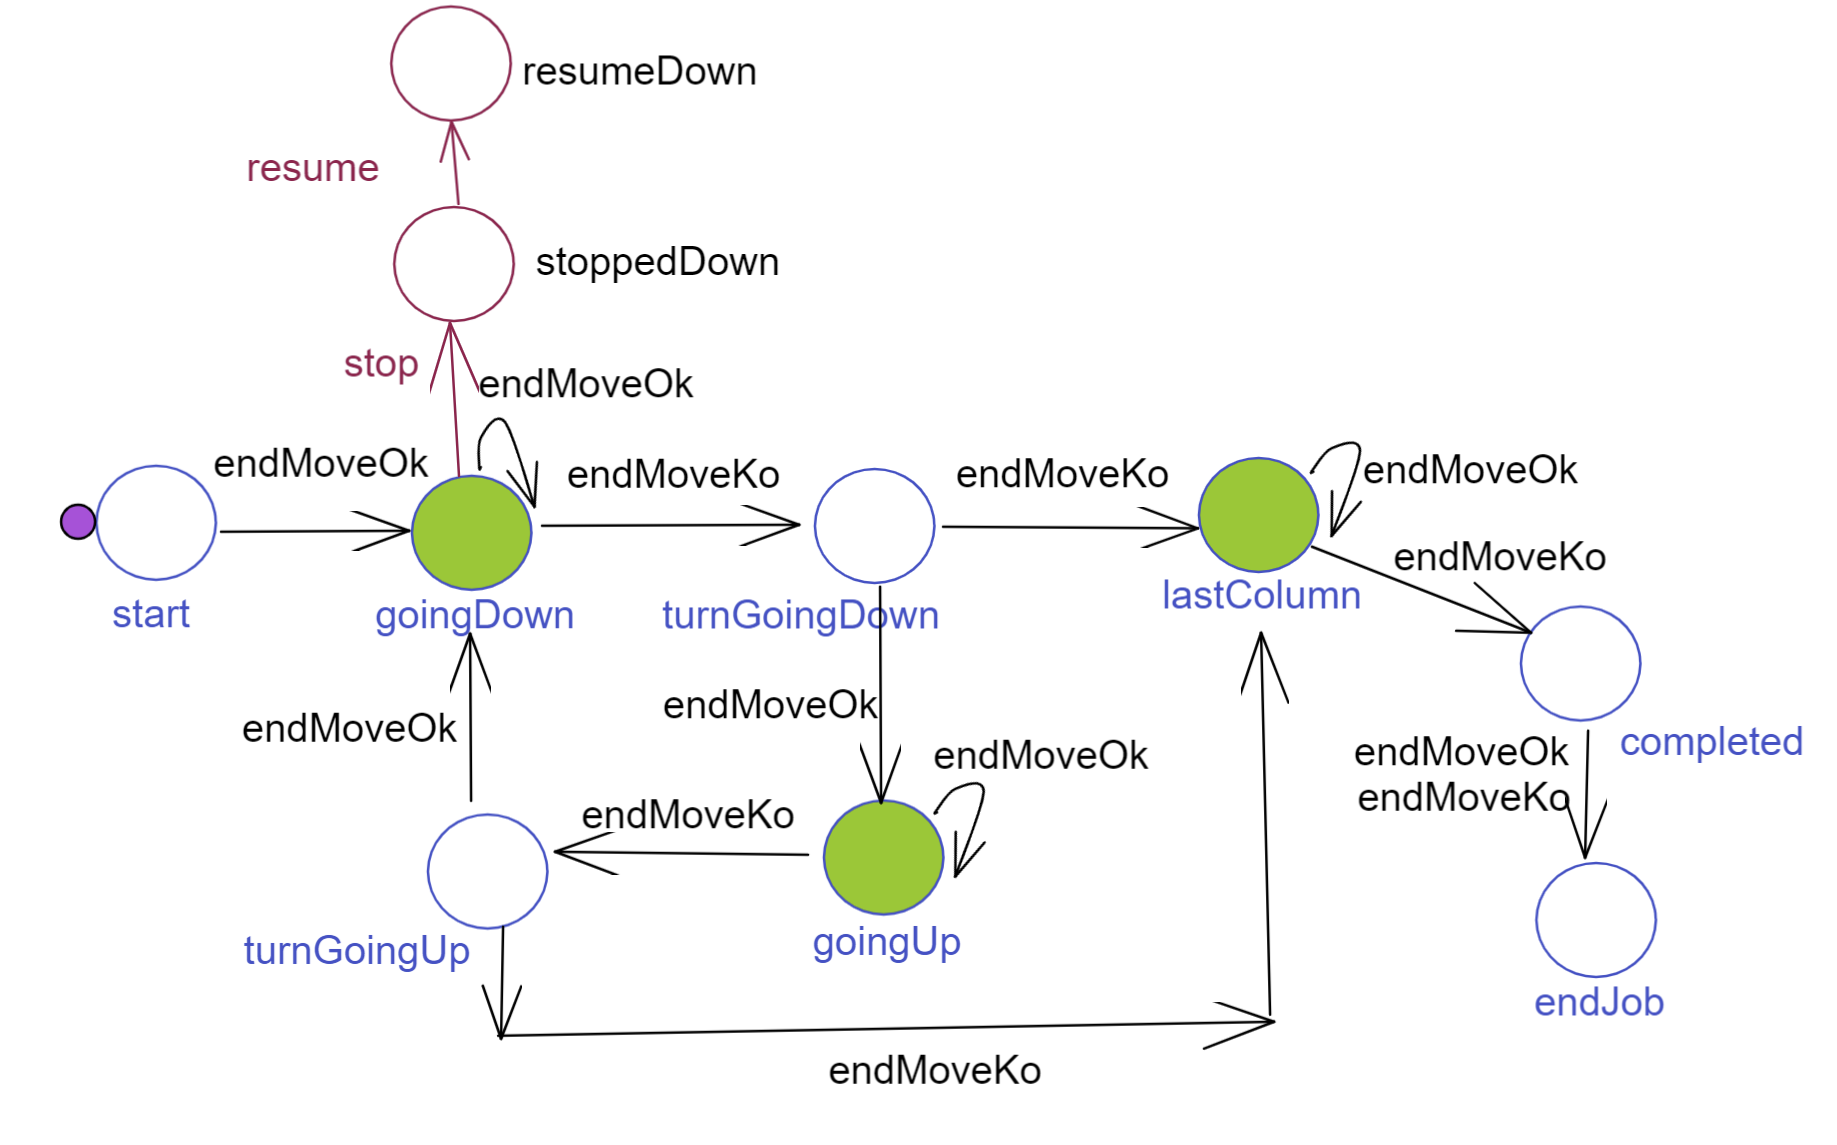 resumeDown
resume
stoppedDown
stop
endMoveOk
endMoveOk
endMoveKo
endMoveKo
endMoveOk
endMoveKo
start
goingDown
turnGoingDown
lastColumn
endMoveOk
endMoveOk
endMoveOk
endMoveKo
completed
endMoveOk
endMoveKo
turnGoingUp
goingUp
endJob
endMoveKo